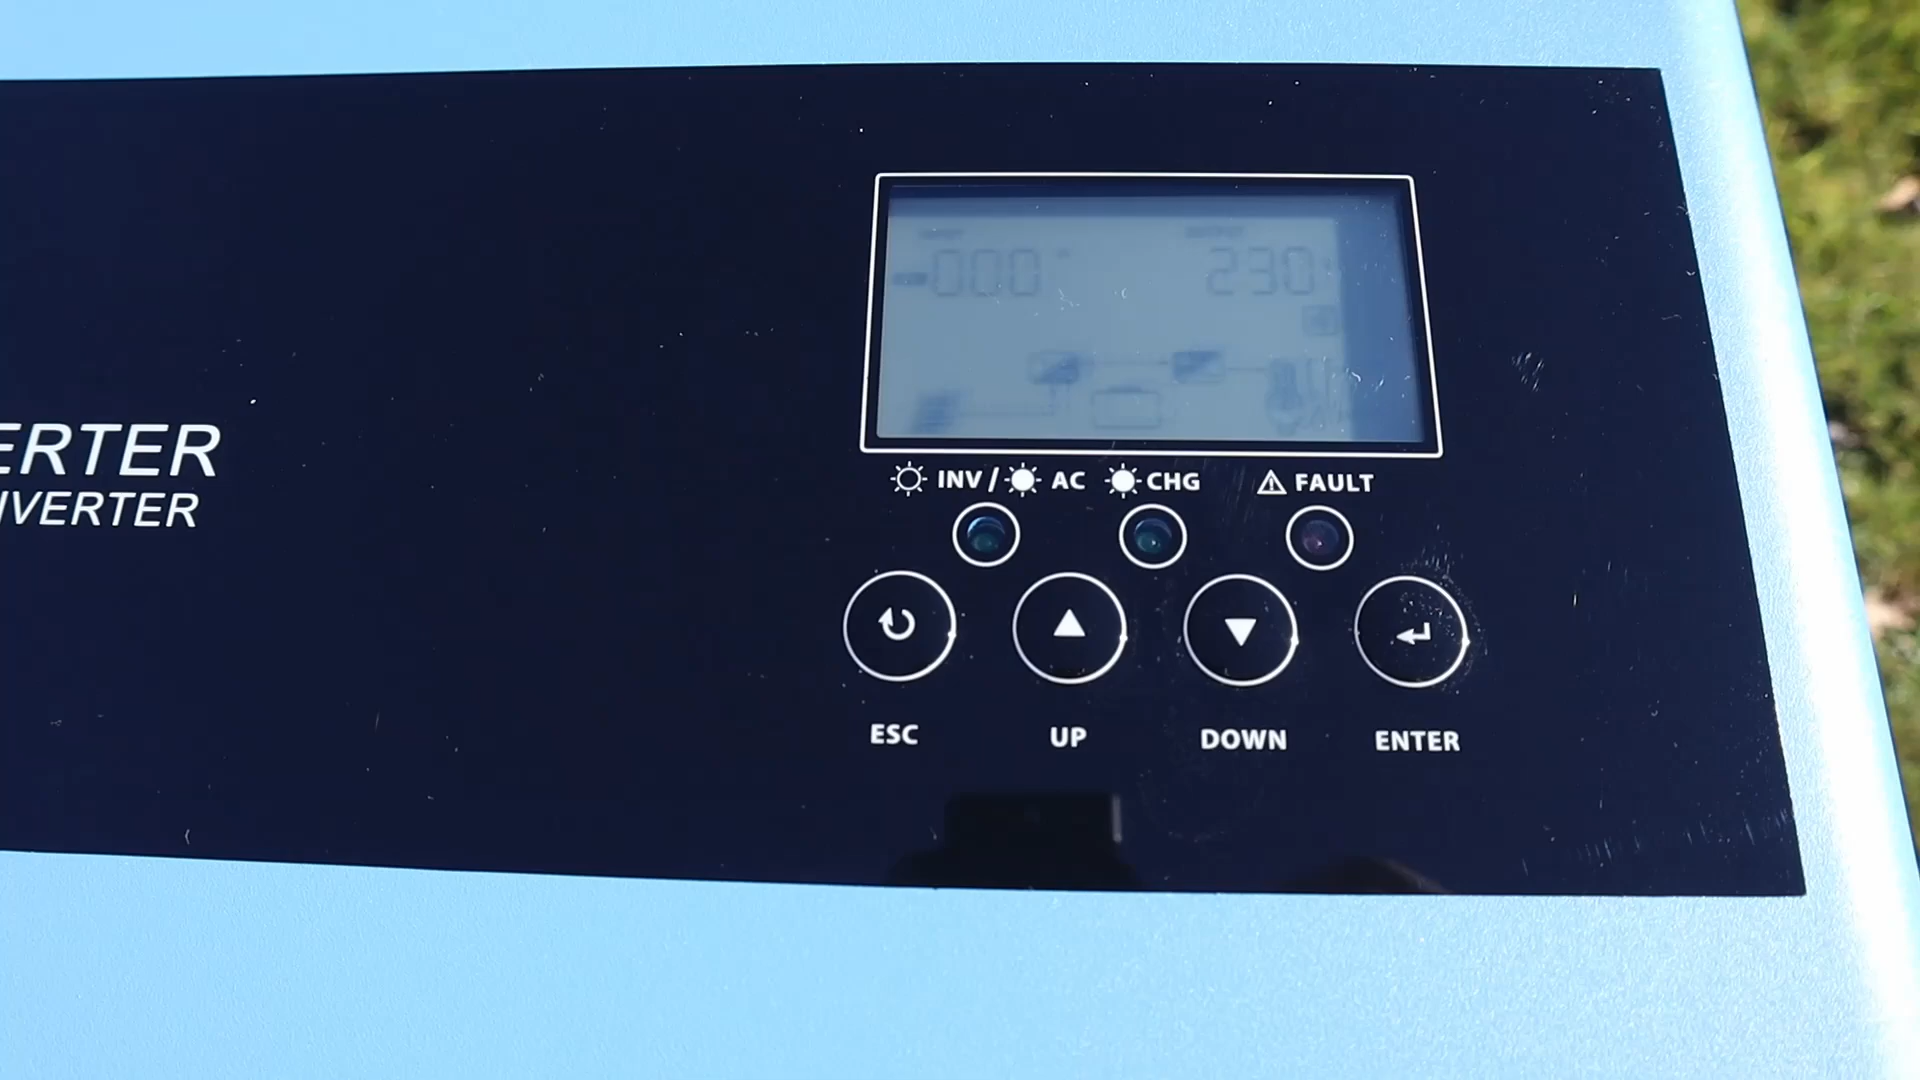 000
230
INV / AC CHG FAULT
ERTER
IVERTER
ESC UP DOWN ENTER